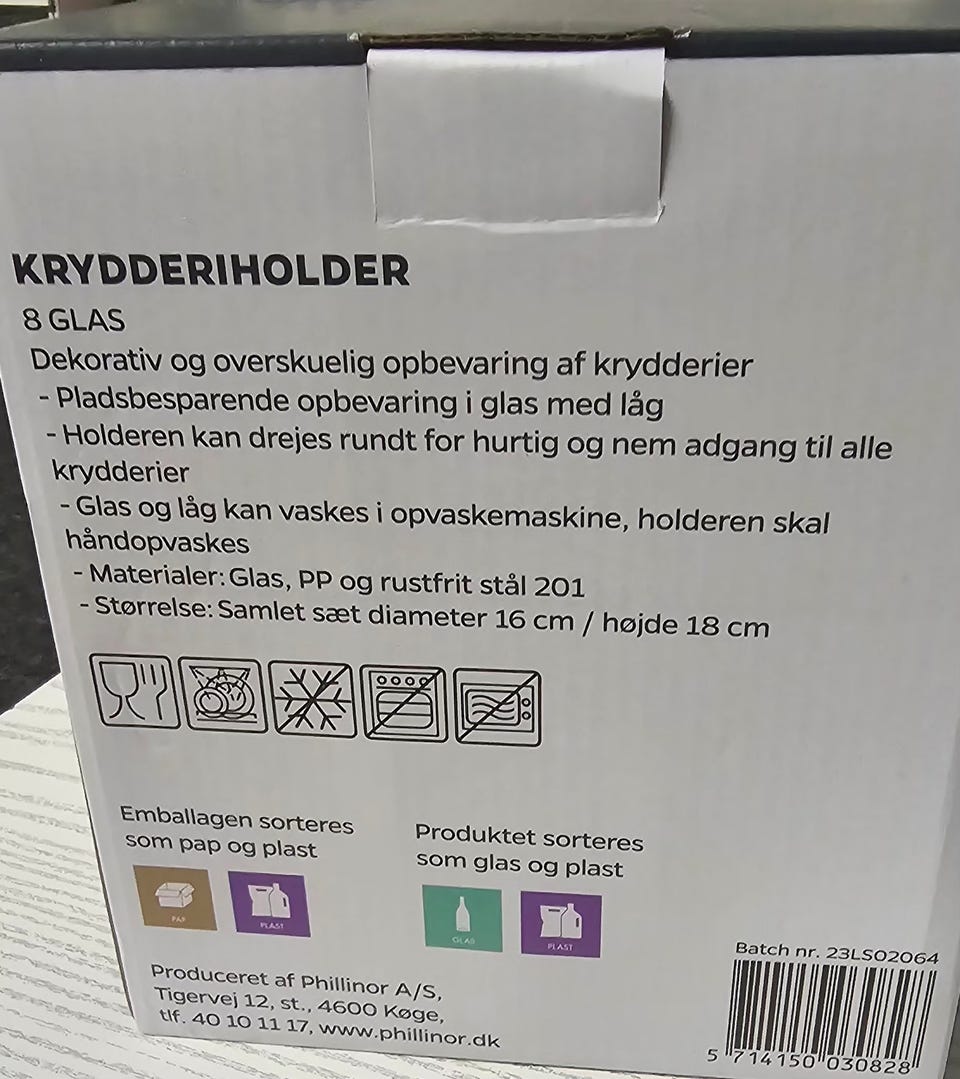 KRYDDERIHOLDER
8 GLAS
Dekorativ og overskuelig opbevaring af krydderier
- Pladsbesparende opbevaring i glas med låg
- Holderen kan drejes rundt for hurtig og nem adgang til alle
krydderier
- Glas og låg kan vaskes i opvaskemaskine, holderen skal
håndopvaskes
- Materialer: Glas, PP og rustfrit stål 201
- Størrelse: Samlet sæt diameter 16 cm / højde 18 cm
Emballagen sorteres
som pap og plast
PAP
PLAST
Produktet sorteres
som glas og plast
GLAS
PLAST
Produceret af Phillinor A/S,
Tigervej 12, st., 4600 Køge,
tlf. 40 10 11 17, www.phillinor.dk
Batch nr. 23LS02064
5 714150 030828